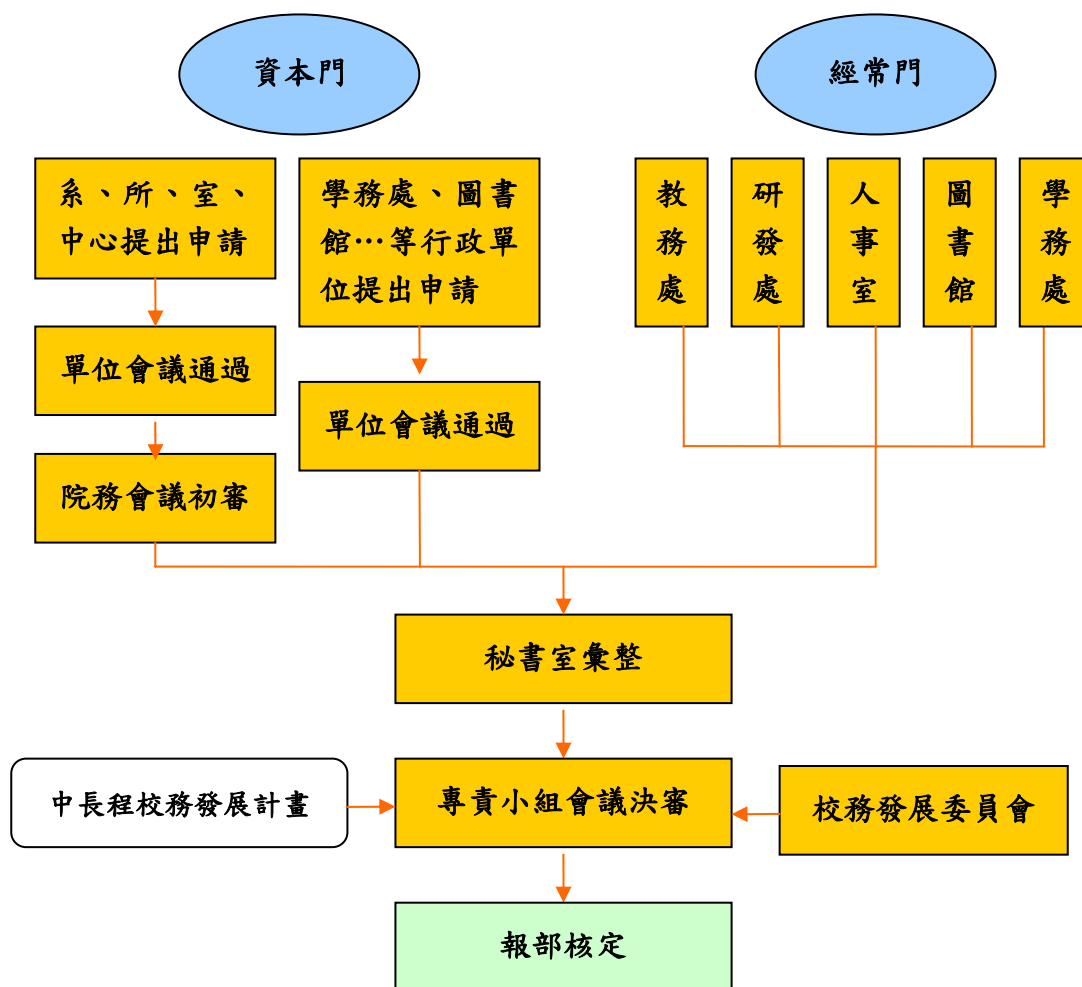 資本門
經常門
系、所、室、
中心提出申請
學務處、圖書
館…等行政單
位提出申請
教務處
研發處
人事室
圖書館
學務處
單位會議通過
單位會議通過
院務會議初審
秘書室彙整
中長程校務發展計畫
專責小組會議決審
校務發展委員會
報部核定